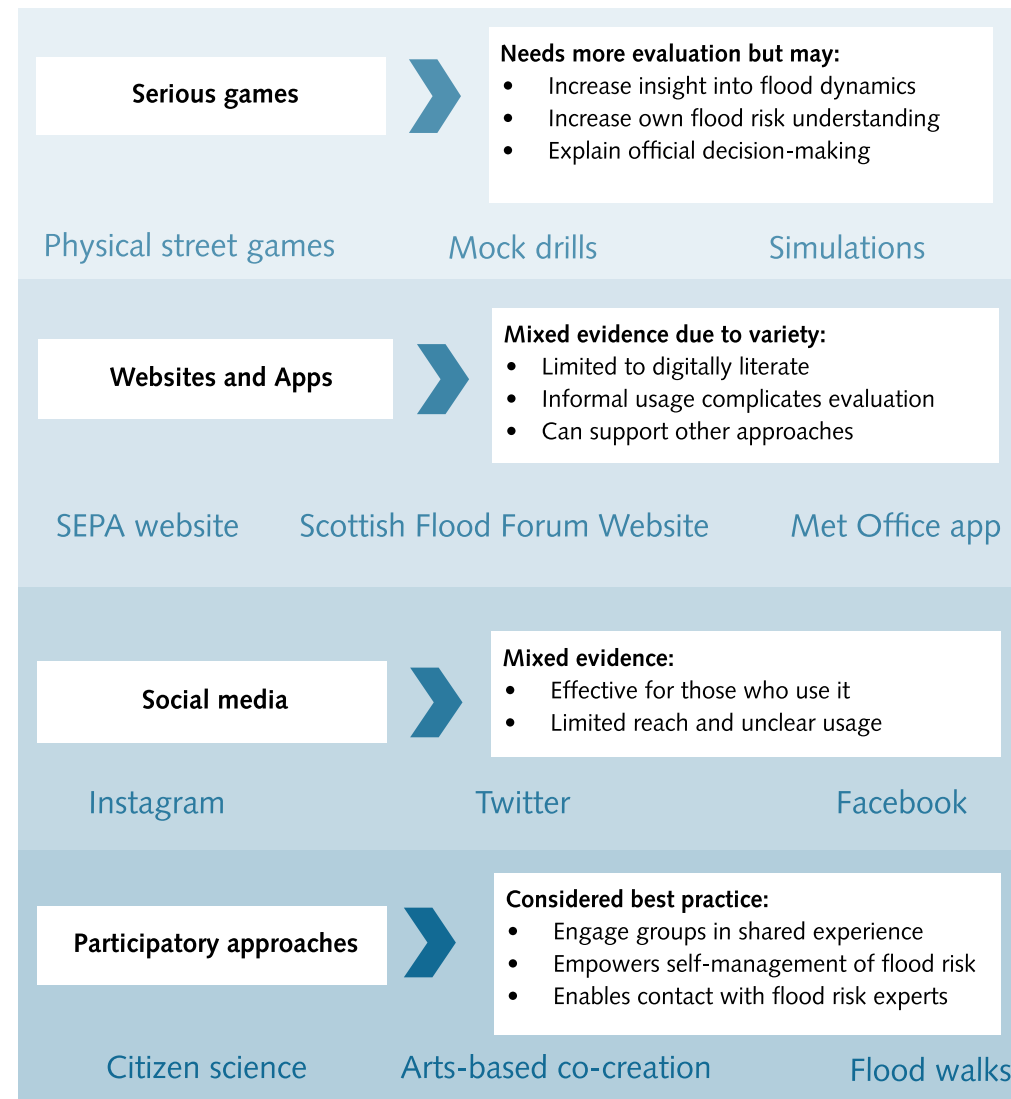 Serious games
Needs more evaluation but may:
• Increase insight into flood dynamics
• Increase own flood risk understanding
• Explain official decision-making
Physical street games
Mock drills
Simulations
Websites and Apps
Mixed evidence due to variety:
• Limited to digitally literate
• Informal usage complicates evaluation
• Can support other approaches
SEPA website
Scottish Flood Forum Website
Met Office app
Social media
Mixed evidence:
• Effective for those who use it
• Limited reach and unclear usage
Instagram
Twitter
Facebook
Participatory approaches
Considered best practice:
• Engage groups in shared experience
• Empowers self-management of flood risk
• Enables contact with flood risk experts
Citizen science
Arts-based co-creation
Flood walks